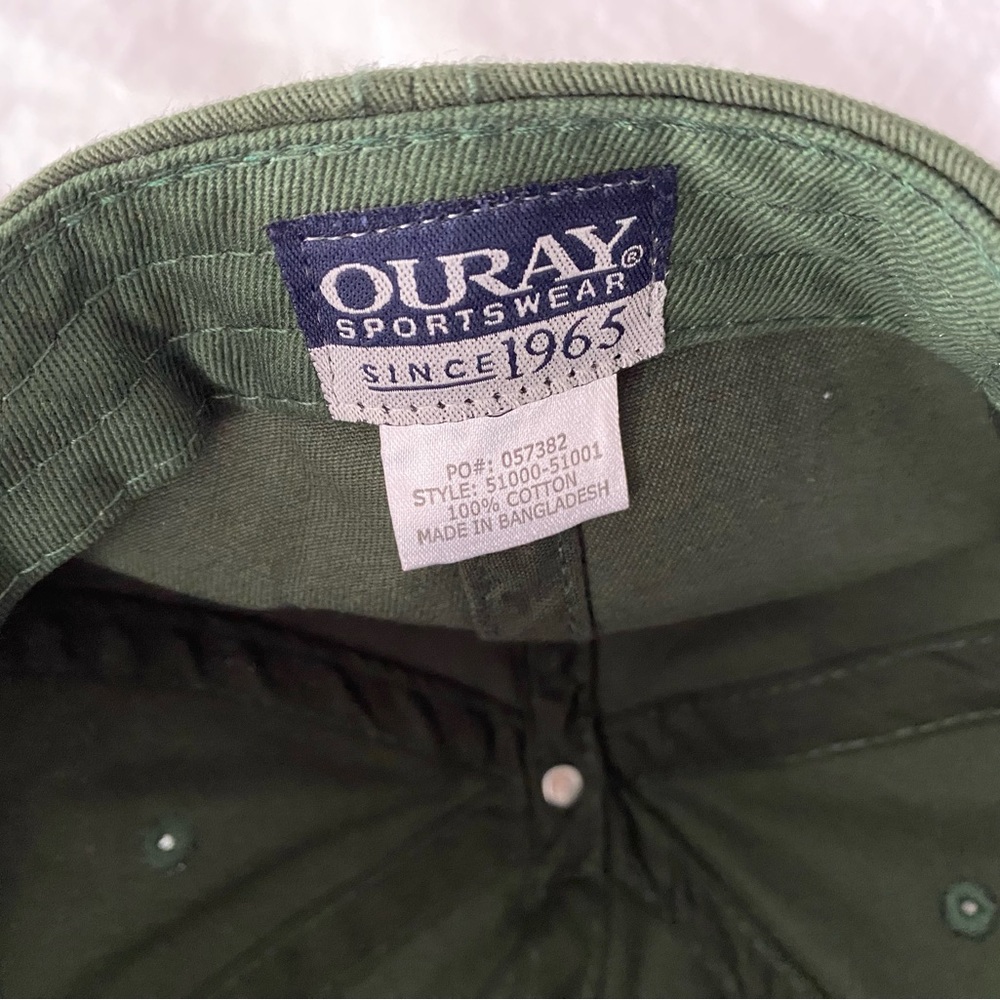 OURAY®
SPORTSWEAR
SINCE 1965
PO#: 057382
STYLE: 51000-51001
100% COTTON
MADE IN BANGLADESH